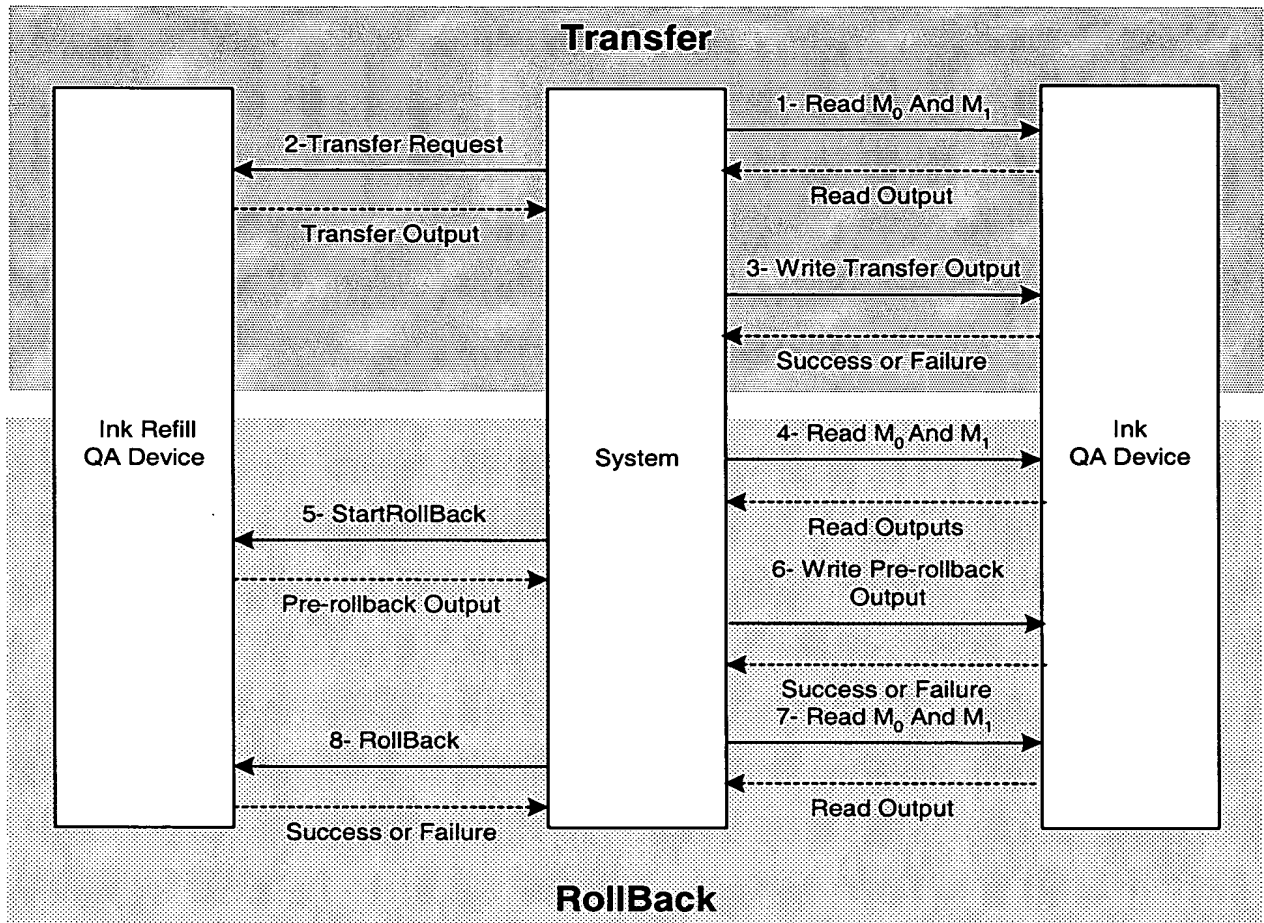 Transfer
1- Read M₀ And M₁
2-Transfer Request
Read Output
Transfer Output
3- Write Transfer Output
Success or Failure
Ink Refill
QA Device
System
Ink
QA Device
4- Read M₀ And M₁
Read Outputs
5- StartRollBack
Pre-rollback Output
6- Write Pre-rollback
Output
Success or Failure
7- Read M₀ And M₁
8- RollBack
Read Output
Success or Failure
RollBack